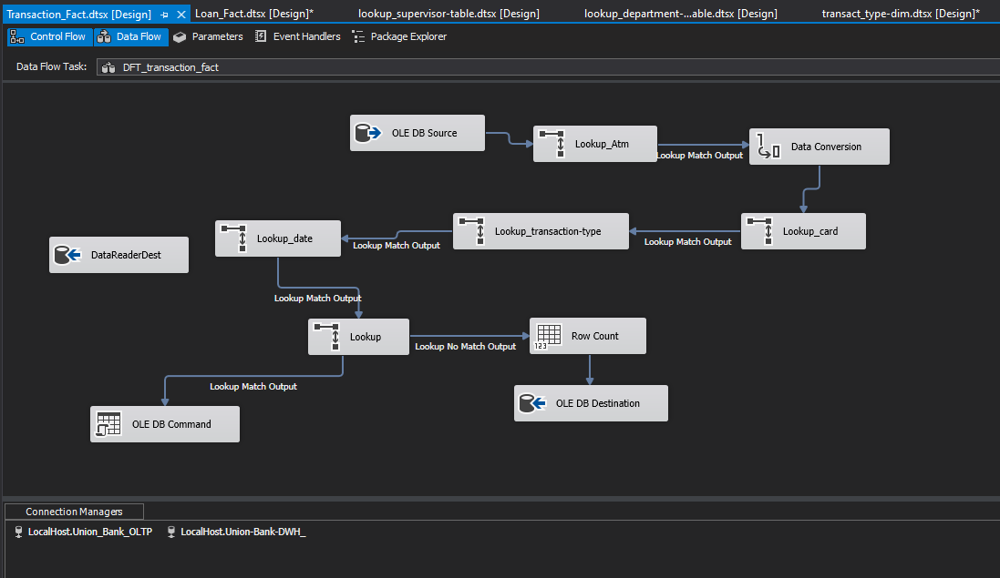 Transaction_Fact.dtsx [Design]
Loan_Fact.dtsx [Design]*
lookup_supervisor-table.dtsx [Design]
lookup_department-...able.dtsx [Design]
transact_type-dim.dtsx [Design]*
Control Flow
Data Flow
Parameters
Event Handlers
Package Explorer
Data Flow Task:
DFT_transaction_fact
OLE DB Source
Lookup_Atm
Lookup Match Output
Data Conversion
Lookup_date
Lookup Match Output
Lookup_transaction-type
Lookup Match Output
Lookup_card
DataReaderDest
Lookup Match Output
Lookup
Lookup No Match Output
Row Count
123
Lookup Match Output
OLE DB Destination
OLE DB Command
Connection Managers
LocalHost.Union_Bank_OLTP
LocalHost.Union-Bank-DWH_